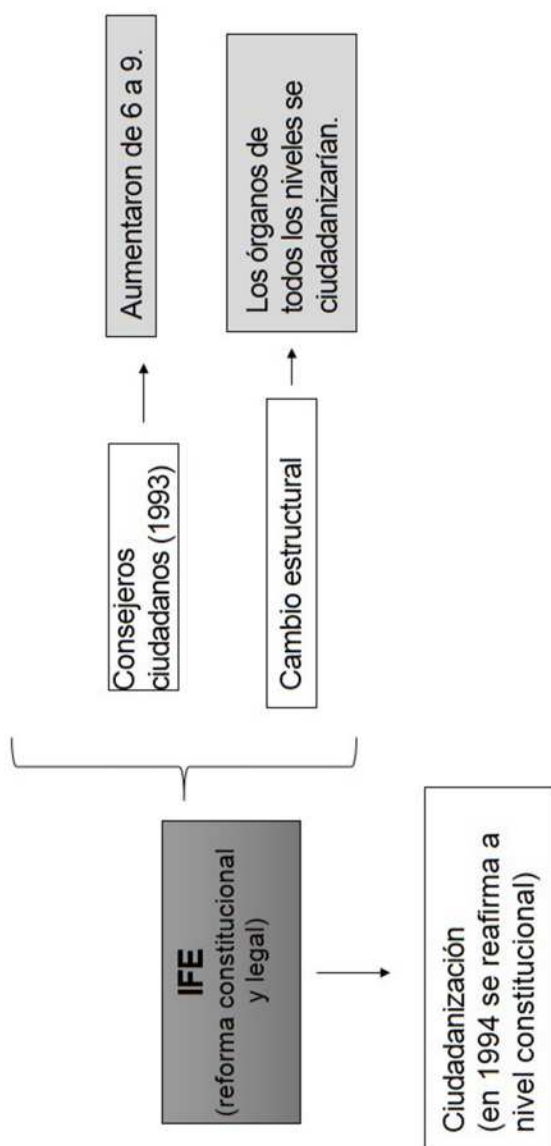 IFE
(reforma constitucional
y legal)
Consejeros
ciudadanos (1993)
Aumentaron de 6 a 9.
Cambio estructural
Los órganos de
todos los niveles se
ciudadanizarían.
Ciudadanización
(en 1994 se reafirma a
nivel constitucional)